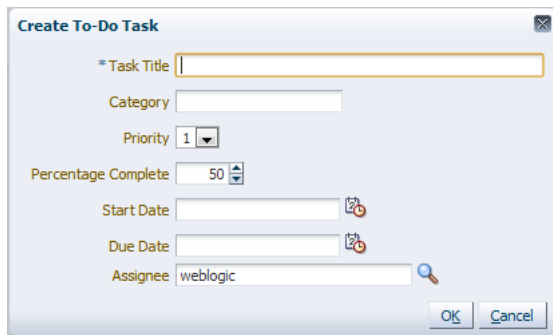 Create To-Do Task
* Task Title
Category
Priority 1
Percentage Complete 50
Start Date
Due Date
Assignee weblogic
OK Cancel